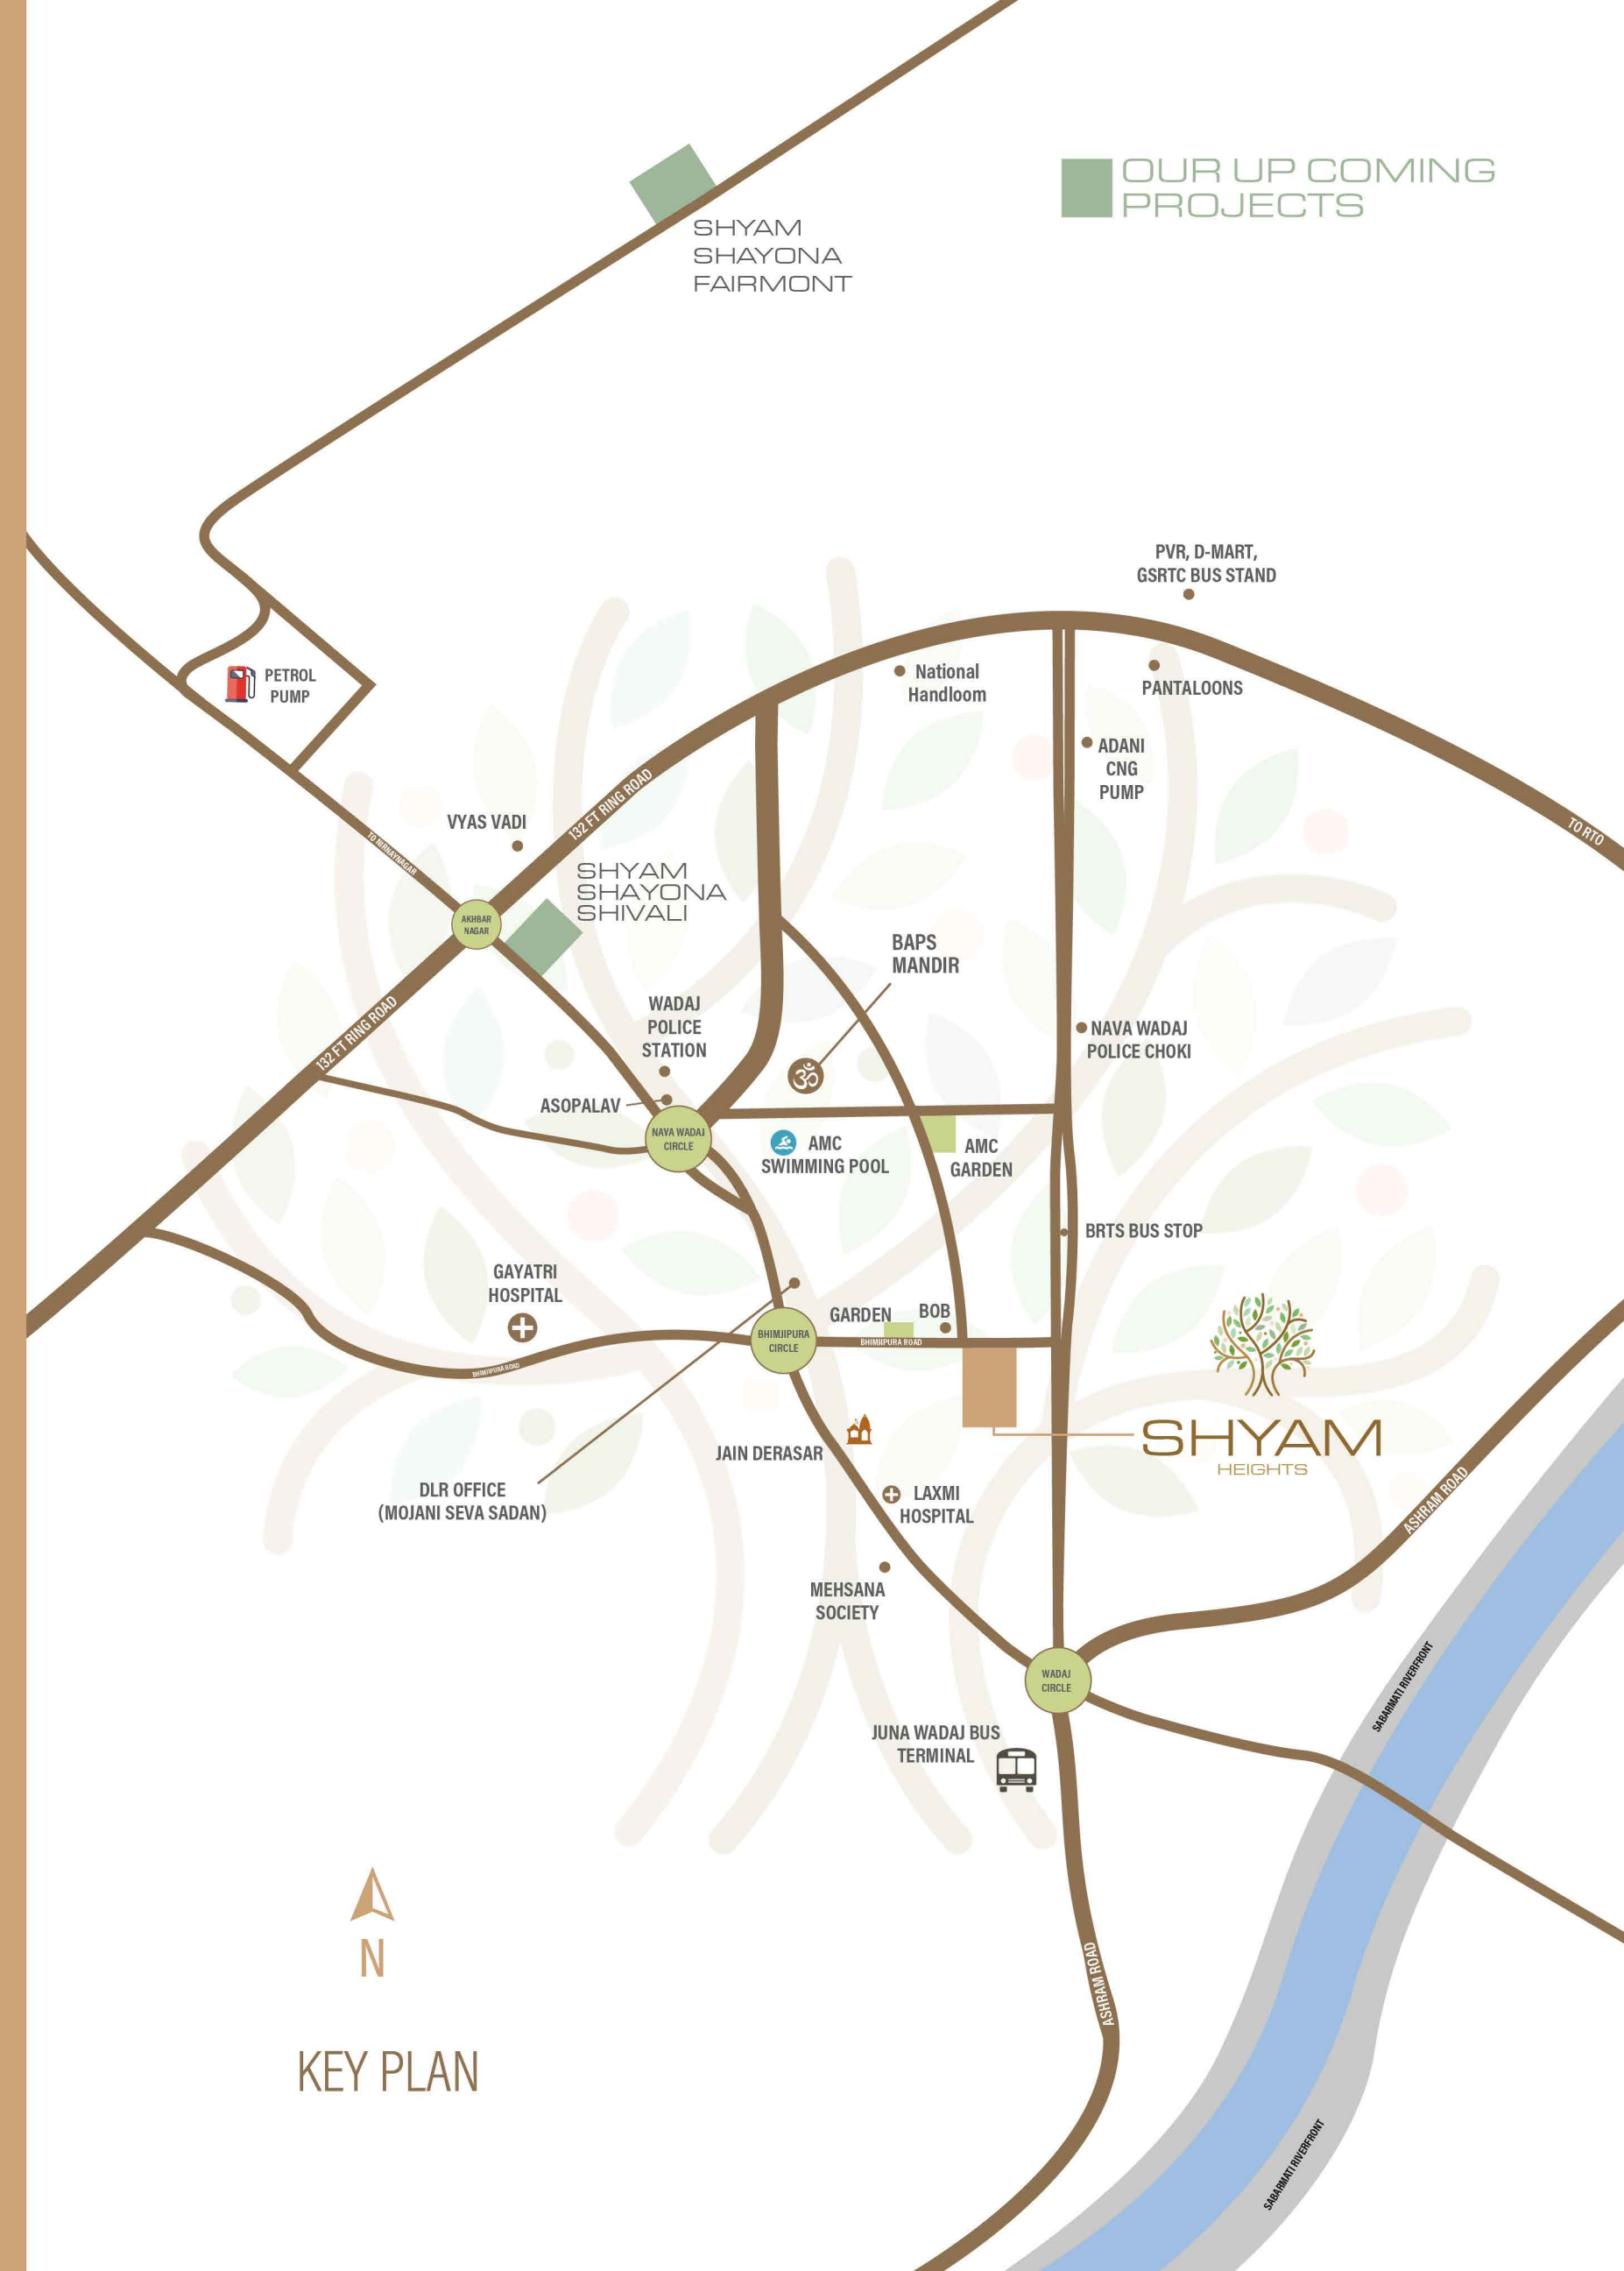 OUR UP COMING
PROJECTS
SHYAM
SHAYONA
FAIRMONT
PVR, D-MART,
GSRTC BUS STAND
National
Handloom
PANTALOONS
PETROL
PUMP
ADANI
CNG
PUMP
132 FT RING ROAD
TO RTO
VYAS VADI
TO NIRNAYNAGAR
SHYAM
SHAYONA
SHIVALI
AKHBAR
NAGAR
BAPS
MANDIR
132 FT RING ROAD
WADAJ
POLICE
STATION
NAVA WADAJ
POLICE CHOKI
ॐ
ASOPALAV
NAVA WADAJ
CIRCLE
AMC
SWIMMING POOL
AMC
GARDEN
BRTS BUS STOP
GAYATRI
HOSPITAL
GARDEN
BOB
BHIMJIPURA
CIRCLE
BHIMJIPURA ROAD
BHIMJIPURA ROAD
SHYAM
HEIGHTS
JAIN DERASAR
DLR OFFICE
(MOJANI SEVA SADAN)
LAXMI
HOSPITAL
ASHRAM ROAD
MEHSANA
SOCIETY
WADAJ
CIRCLE
SABARMATI RIVERFRONT
JUNA WADAJ BUS
TERMINAL
N
ASHRAM ROAD
KEY PLAN
SABARMATI RIVERFRONT